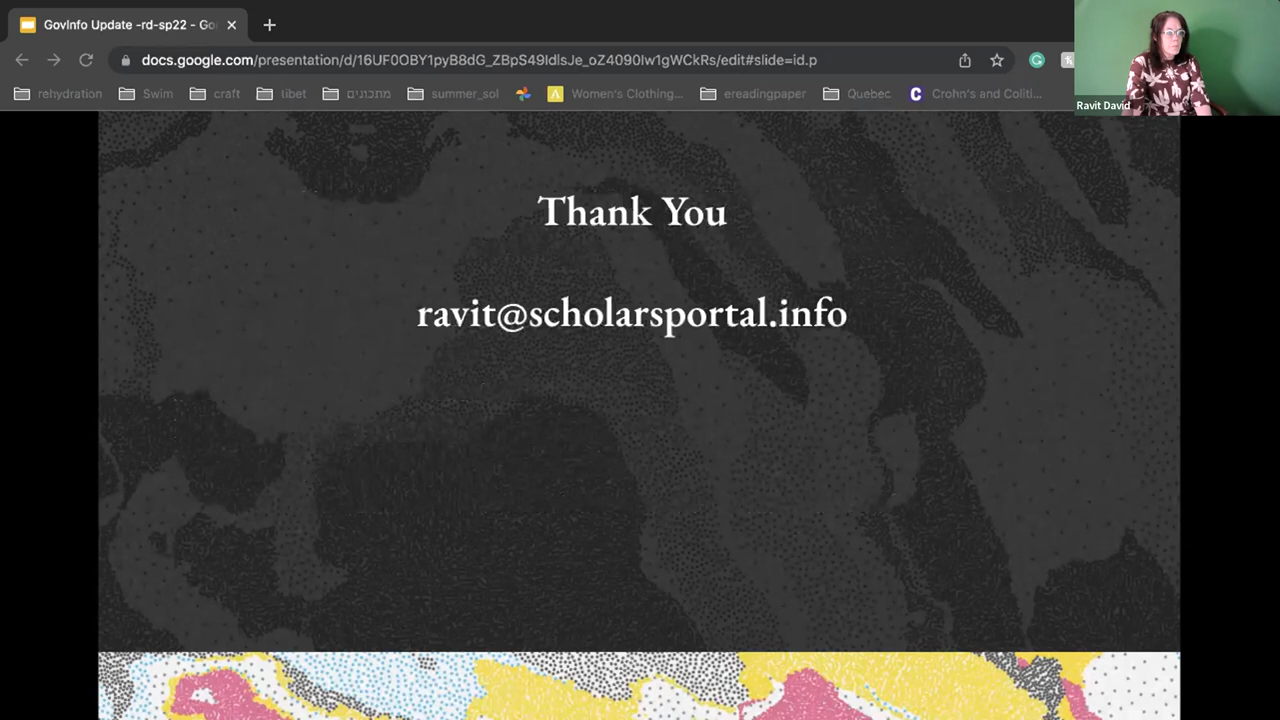 GovInfo Update -rd-sp22 - Go
docs.google.com/presentation/d/16UF0OBY1pyB8dG_ZBpS49IdlsJe_oZ4090lw1gWCkRs/edit#slide=id.p
rehydration
Swim
craft
tibet
מתכונים
summer_sol
Women's Clothing...
ereadingpaper
Quebec
Crohn's and Coliti...
Ravit David
Thank You
ravit@scholarsportal.info